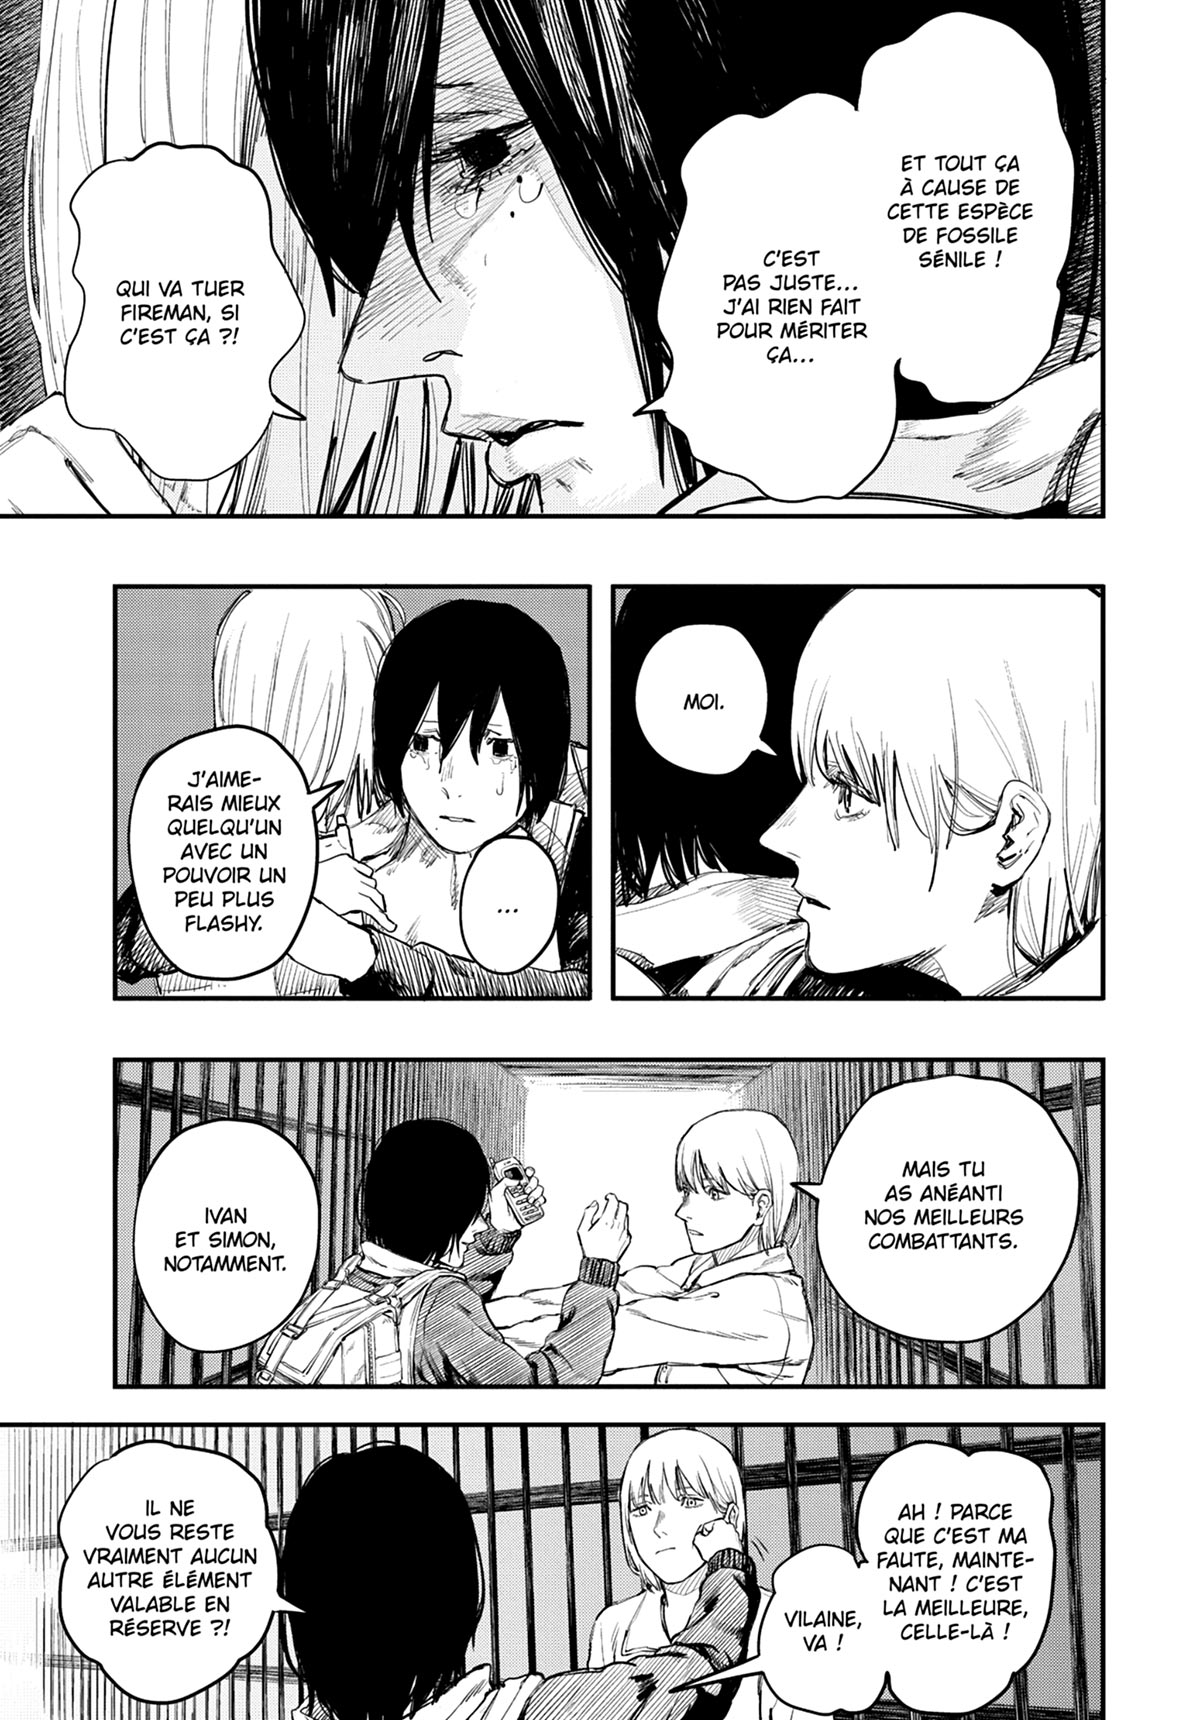 ET TOUT ÇA
À CAUSE DE
CETTE ESPÈCE
DE FOSSILE
SÉNILE !
C'EST
PAS JUSTE...
J'AI RIEN FAIT
POUR MÉRITER
ÇA...
QUI VA TUER
FIREMAN, SI
C'EST ÇA ?!
MOI.
...
J'AIME-
RAIS MIEUX
QUELQU'UN
AVEC UN
POUVOIR UN
PEU PLUS
FLASHY.
MAIS TU
AS ANÉANTI
NOS MEILLEURS
COMBATTANTS.
IVAN
ET SIMON,
NOTAMMENT.
AH ! PARCE
QUE C'EST MA
FAUTE, MAINTE-
NANT ! C'EST
LA MEILLEURE,
CELLE-LÀ !
VILAINE,
VA !
IL NE
VOUS RESTE
VRAIMENT AUCUN
AUTRE ÉLÉMENT
VALABLE EN
RÉSERVE ?!